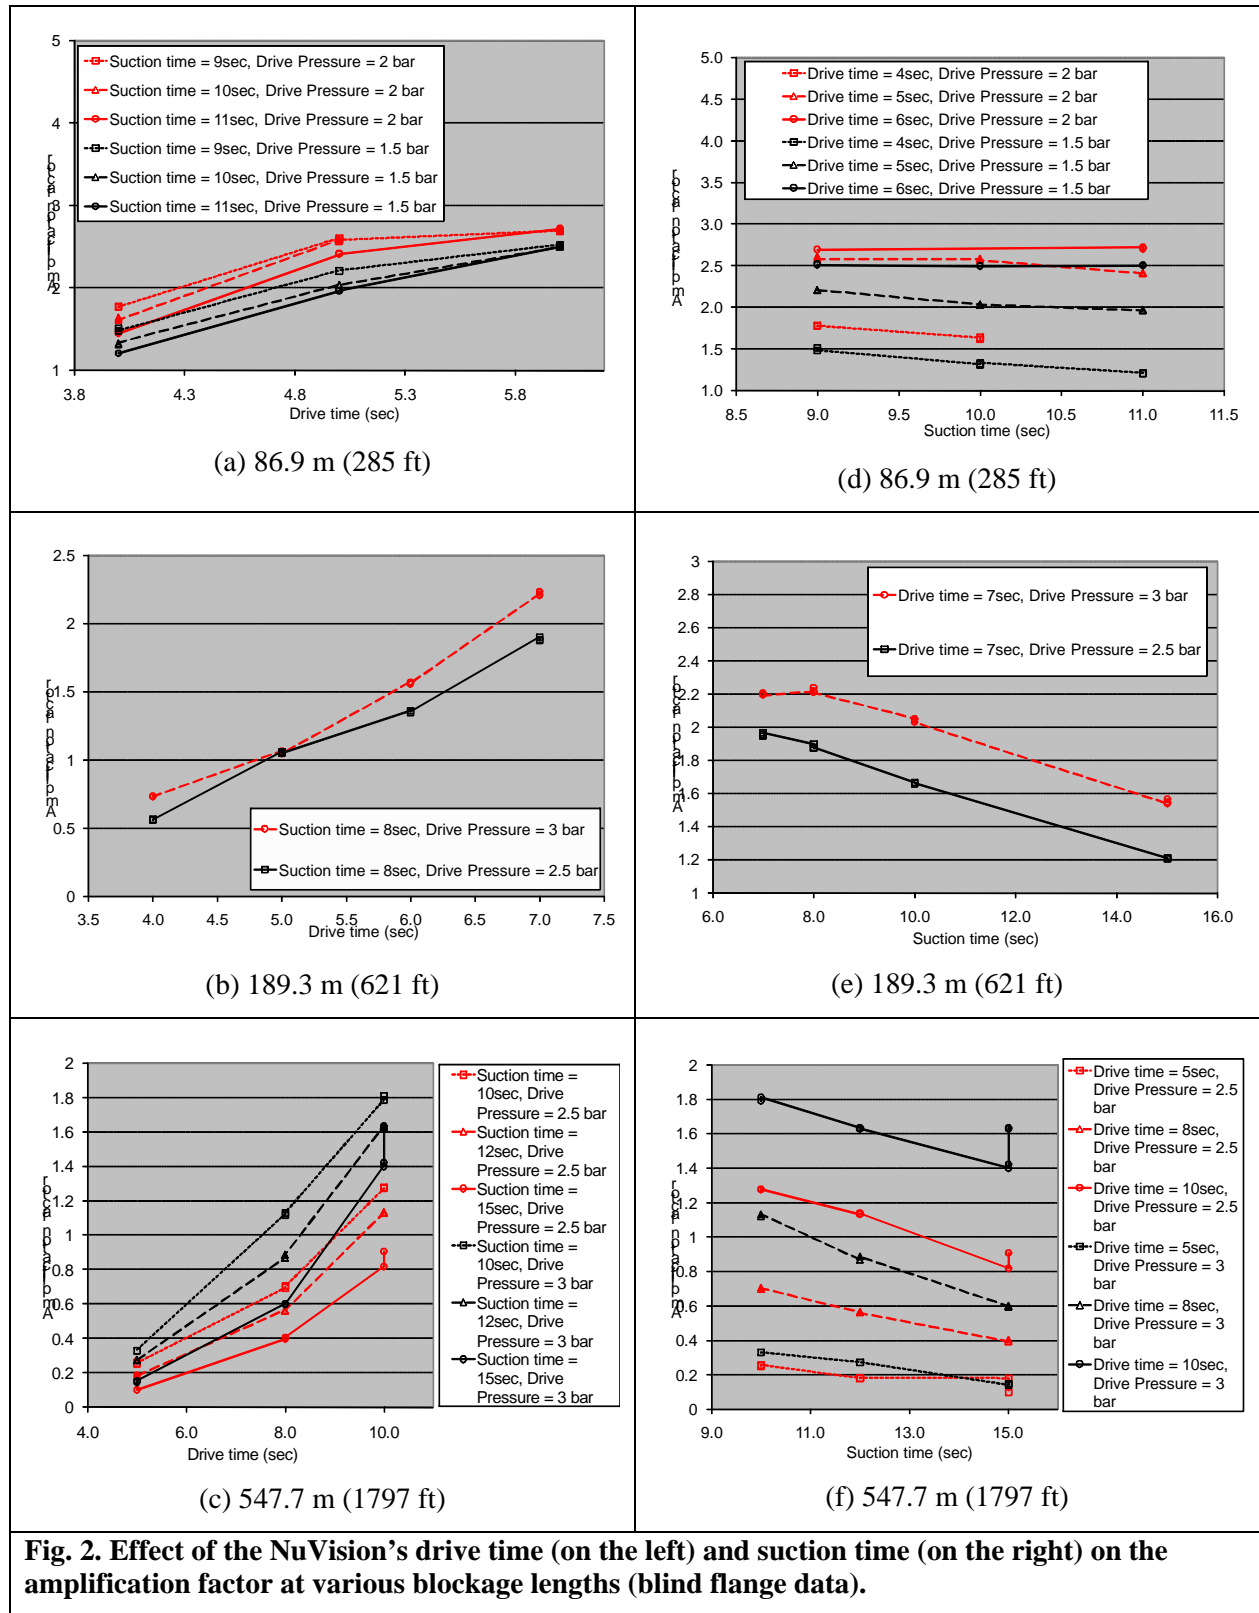 5
4
3
2
1
3.8
4.3
4.8
5.3
5.8
Drive time (sec)
Amplification Factor
Suction time = 9sec, Drive Pressure = 2 bar
Suction time = 10sec, Drive Pressure = 2 bar
Suction time = 11sec, Drive Pressure = 2 bar
Suction time = 9sec, Drive Pressure = 1.5 bar
Suction time = 10sec, Drive Pressure = 1.5 bar
Suction time = 11sec, Drive Pressure = 1.5 bar
(a) 86.9 m (285 ft)
5.0
4.5
4.0
3.5
3.0
2.5
2.0
1.5
1.0
8.5
9.0
9.5
10.0
10.5
11.0
11.5
Suction time (sec)
Amplification Factor
Drive time = 4sec, Drive Pressure = 2 bar
Drive time = 5sec, Drive Pressure = 2 bar
Drive time = 6sec, Drive Pressure = 2 bar
Drive time = 4sec, Drive Pressure = 1.5 bar
Drive time = 5sec, Drive Pressure = 1.5 bar
Drive time = 6sec, Drive Pressure = 1.5 bar
(d) 86.9 m (285 ft)
2.5
2
1.5
1
0.5
0
3.5
4.0
4.5
5.0
5.5
6.0
6.5
7.0
7.5
Drive time (sec)
Amplification Factor
Suction time = 8sec, Drive Pressure = 3 bar
Suction time = 8sec, Drive Pressure = 2.5 bar
(b) 189.3 m (621 ft)
3
2.8
2.6
2.4
2.2
2
1.8
1.6
1.4
1.2
1
6.0
8.0
10.0
12.0
14.0
16.0
Suction time (sec)
Amplification Factor
Drive time = 7sec, Drive Pressure = 3 bar
Drive time = 7sec, Drive Pressure = 2.5 bar
(e) 189.3 m (621 ft)
2
1.8
1.6
1.4
1.2
1
0.8
0.6
0.4
0.2
0
4.0
6.0
8.0
10.0
Drive time (sec)
Amplification Factor
Suction time =
10sec, Drive
Pressure = 2.5 bar
Suction time =
12sec, Drive
Pressure = 2.5 bar
Suction time =
15sec, Drive
Pressure = 2.5 bar
Suction time =
10sec, Drive
Pressure = 3 bar
Suction time =
12sec, Drive
Pressure = 3 bar
Suction time =
15sec, Drive
Pressure = 3 bar
(c) 547.7 m (1797 ft)
2
1.8
1.6
1.4
1.2
1
0.8
0.6
0.4
0.2
0
9.0
11.0
13.0
15.0
Suction time (sec)
Amplification Factor
Drive time = 5sec,
Drive Pressure = 2.5
bar
Drive time = 8sec,
Drive Pressure = 2.5
bar
Drive time = 10sec,
Drive Pressure = 2.5
bar
Drive time = 5sec,
Drive Pressure = 3
bar
Drive time = 8sec,
Drive Pressure = 3
bar
Drive time = 10sec,
Drive Pressure = 3
bar
(f) 547.7 m (1797 ft)
Fig. 2. Effect of the NuVision’s drive time (on the left) and suction time (on the right) on the
amplification factor at various blockage lengths (blind flange data).